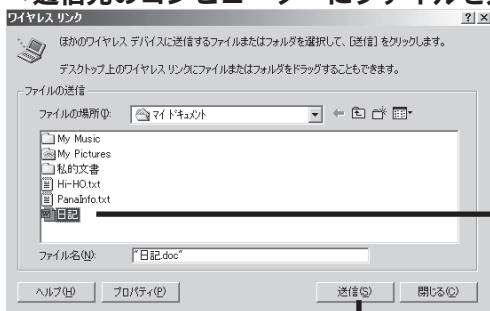 ワイヤレス リンク
ほかのワイヤレス デバイスに送信するファイルまたはフォルダを選択して、[送信] をクリックします。
デスクトップ上のワイヤレス リンクにファイルまたはフォルダをドラッグすることもできます。
ファイルの送信
ファイルの場所(I):
マイ ドキュメント
My Music
My Pictures
私的文書
Hi-HO.txt
PanaInfo.txt
日記
ファイル名(N):
"日記.doc"
ヘルプ(H)
プロパティ(P)
送信(S)
閉じる(C)